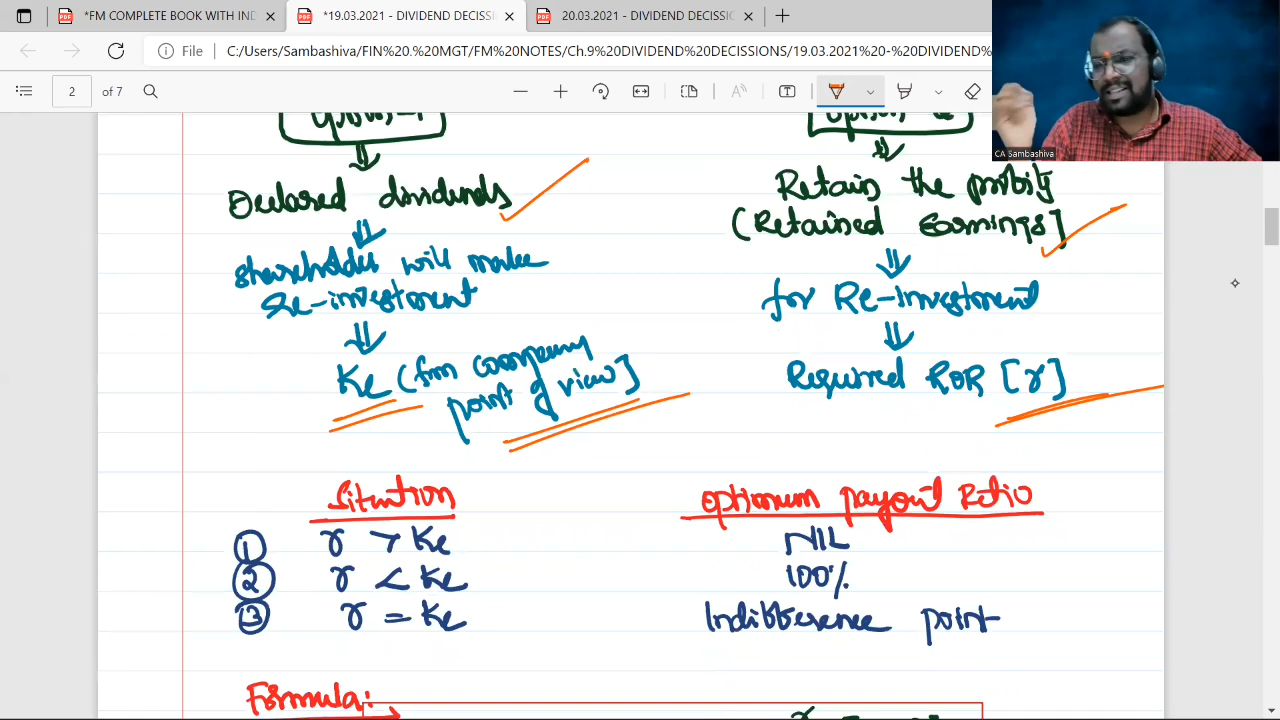 *FM COMPLETE BOOK WITH IND
*19.03.2021 - DIVIDEND DECISSIONS
20.03.2021 - DIVIDEND DECISSIO
File
C:/Users/Sambashiva/FIN%20.%20MGT/FM%20NOTES/Ch.9%20DIVIDEND%20DECISSIONS/19.03.2021%20-%20DIVIDEND%
2 of 7
CA Sambashiva
Declared dividends
Retain the profits
(Retained Earnings]
shareholders will make
Re-investment
for Re-Investment
Ke (from company
point of view]
Required ROR [r]
Situation
Optimum payout Ratio
1 r > Ke
NIL
2 r < Ke
100%
3 r = Ke
Indifference point
Formula: